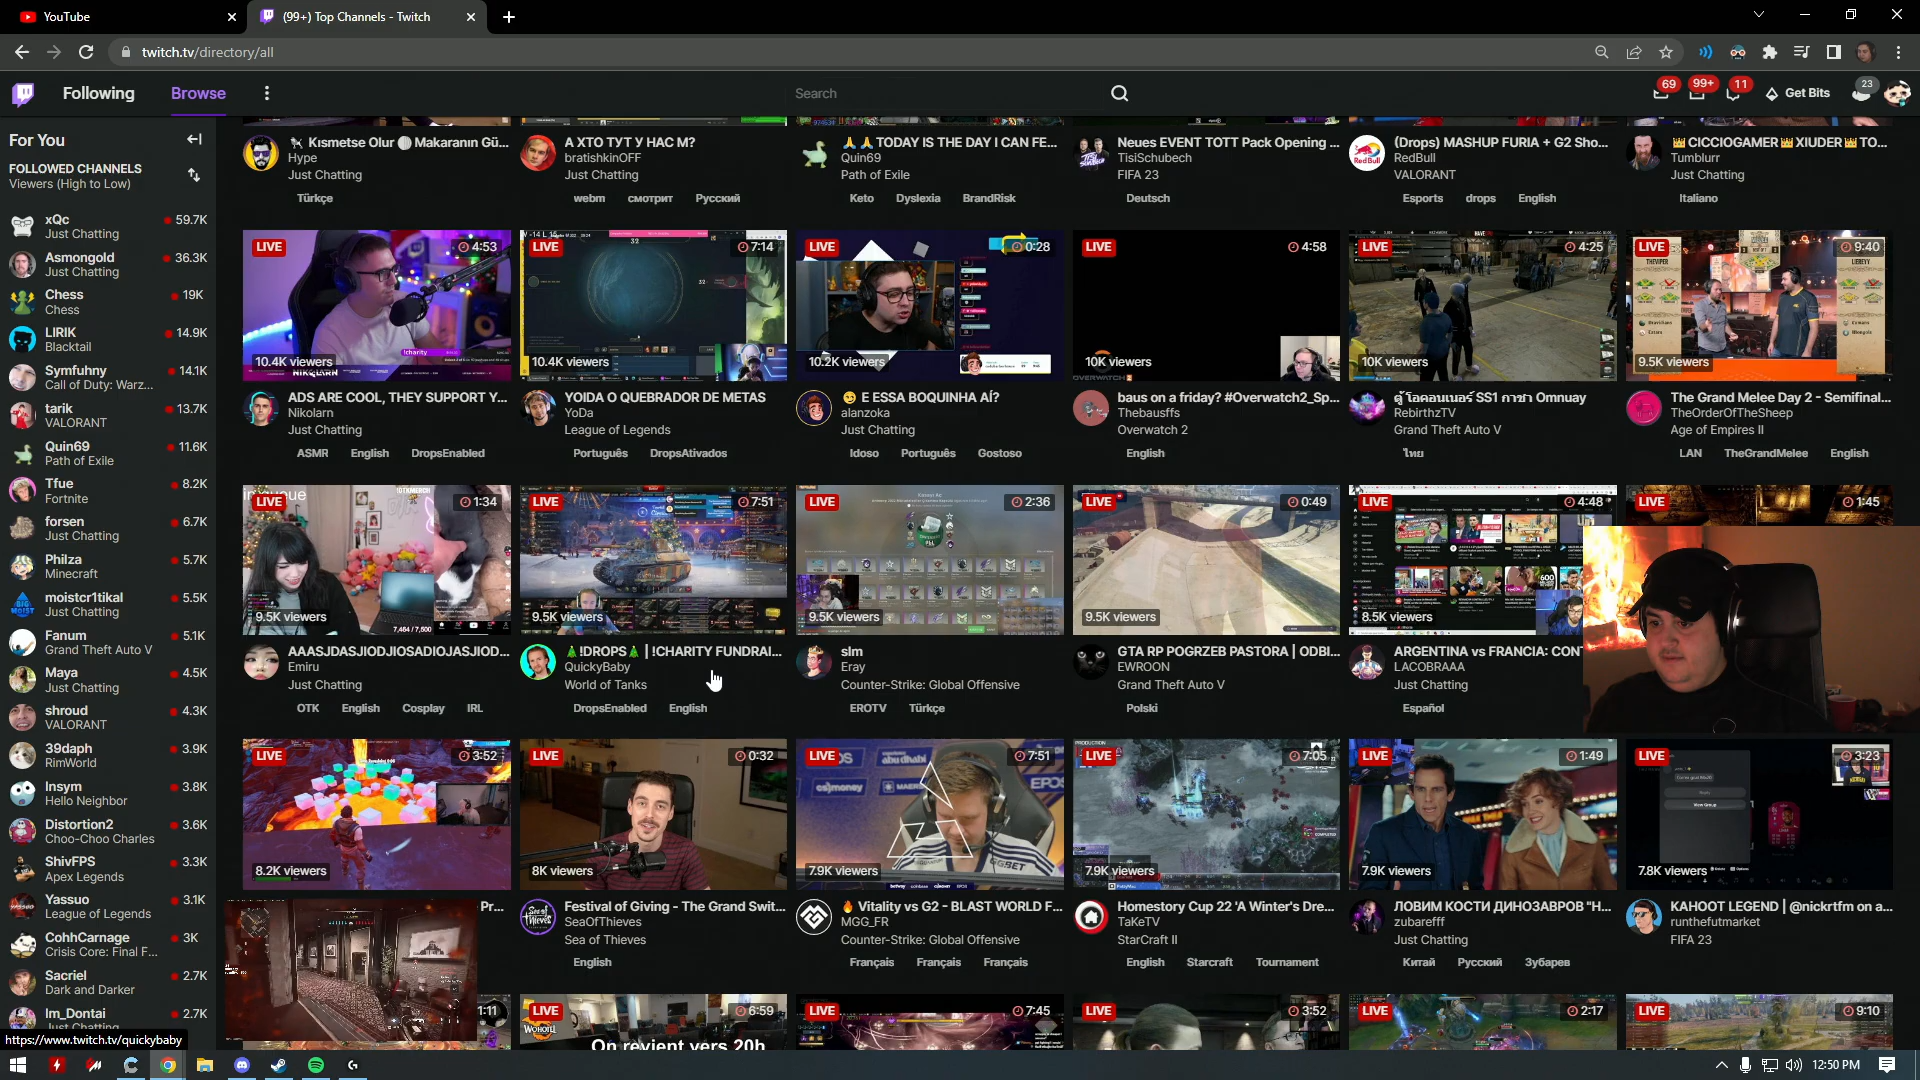 YouTube
(99+) Top Channels - Twitch
twitch.tv/directory/all
Following
Browse
Search
69
99+
11
Get Bits
23
For You
FOLLOWED CHANNELS
Viewers (High to Low)
xQc
59.7K
Just Chatting
Asmongold
36.3K
Just Chatting
Chess
19K
Chess
LIRIK
14.9K
Blacktail
Symfuhny
14.1K
Call of Duty: Warz...
tarik
13.7K
VALORANT
Quin69
11.6K
Path of Exile
Tfue
8.2K
Fortnite
forsen
6.7K
Just Chatting
Philza
5.7K
Minecraft
moistcr1tikal
5.5K
Just Chatting
Fanum
5.1K
Grand Theft Auto V
Maya
4.5K
Just Chatting
shroud
4.3K
VALORANT
39daph
3.9K
RimWorld
Insym
3.8K
Hello Neighbor
Distortion2
3.6K
Choo-Choo Charles
ShivFPS
3.3K
Apex Legends
Yassuo
3.1K
League of Legends
CohhCarnage
3K
Crisis Core: Final F...
Sacriel
2.7K
Dark and Darker
Im_Dontai
2.7K
https://www.twitch.tv/quickybaby
Kısmetse Olur Makaranın Gü...
Hype
Just Chatting
Türkçe
А ХТО ТУТ У НАС М?
bratishkinOFF
Just Chatting
webm смотрит Русский
TODAY IS THE DAY I CAN FE...
Quin69
Path of Exile
Keto Dyslexia BrandRisk
Neues EVENT TOTT Pack Opening ...
TisiSchubech
FIFA 23
Deutsch
(Drops) MASHUP FURIA + G2 Sho...
RedBull
VALORANT
Esports drops English
CICCIOGAMER XIUDER TO...
Tumblurr
Just Chatting
Italiano
LIVE 4:53
10.4K viewers
ADS ARE COOL, THEY SUPPORT Y...
Nikolarn
Just Chatting
ASMR English DropsEnabled
LIVE 7:14
10.4K viewers
YOIDA O QUEBRADOR DE METAS
YoDa
League of Legends
Português DropsAtivados
LIVE 0:28
10.2K viewers
E ESSA BOQUINHA AÍ?
alanzoka
Just Chatting
Idoso Português Gostoso
LIVE 4:58
10K viewers
baus on a friday? #Overwatch2_Sp...
Thebausffs
Overwatch 2
English
LIVE 4:25
10K viewers
RebirthzTV
Grand Theft Auto V
ไทย
LIVE 9:40
9.5K viewers
The Grand Melee Day 2 - Semifinal...
TheOrderOfTheSheep
Age of Empires II
LAN TheGrandMelee English
LIVE 1:34
7,464 / 7,500
9.5K viewers
AAASJDASJIODJIOSADIOJASJIOD...
Emiru
Just Chatting
OTK English Cosplay IRL
LIVE 7:51
9.5K viewers
!DROPS | !CHARITY FUNDRAI...
QuickyBaby
World of Tanks
DropsEnabled English
LIVE 2:36
9.5K viewers
slm
Eray
Counter-Strike: Global Offensive
EROTV Türkçe
LIVE 0:49
9.5K viewers
GTA RP POGRZEB PASTORA | ODBI...
EWROON
Grand Theft Auto V
Polski
LIVE 4:48
8.5K viewers
ARGENTINA vs FRANCIA: CON
LACOBRAAA
Just Chatting
Español
LIVE 1:45
LIVE 3:52
8.2K viewers
Pr...
LIVE 0:32
8K viewers
Festival of Giving - The Grand Swit...
SeaOfThieves
Sea of Thieves
English
LIVE 7:51
7.9K viewers
Vitality vs G2 - BLAST WORLD F...
MGG_FR
Counter-Strike: Global Offensive
Français Français Français
LIVE 7:05
7.9K viewers
Homestory Cup 22 'A Winter's Dre...
TaKeTV
StarCraft II
English Starcraft Tournament
LIVE 1:49
7.9K viewers
ЛОВИМ КОСТИ ДИНОЗАВРОВ "Н...
zubarefff
Just Chatting
Китай Русский Зубарев
LIVE 3:23
7.8K viewers
KAHOOT LEGEND | @nickrtfm on a...
runthefutmarket
FIFA 23
1:11
LIVE 6:59
On revient vers 20h
LIVE 7:45
LIVE 3:52
LIVE 2:17
LIVE 9:10
12:50 PM